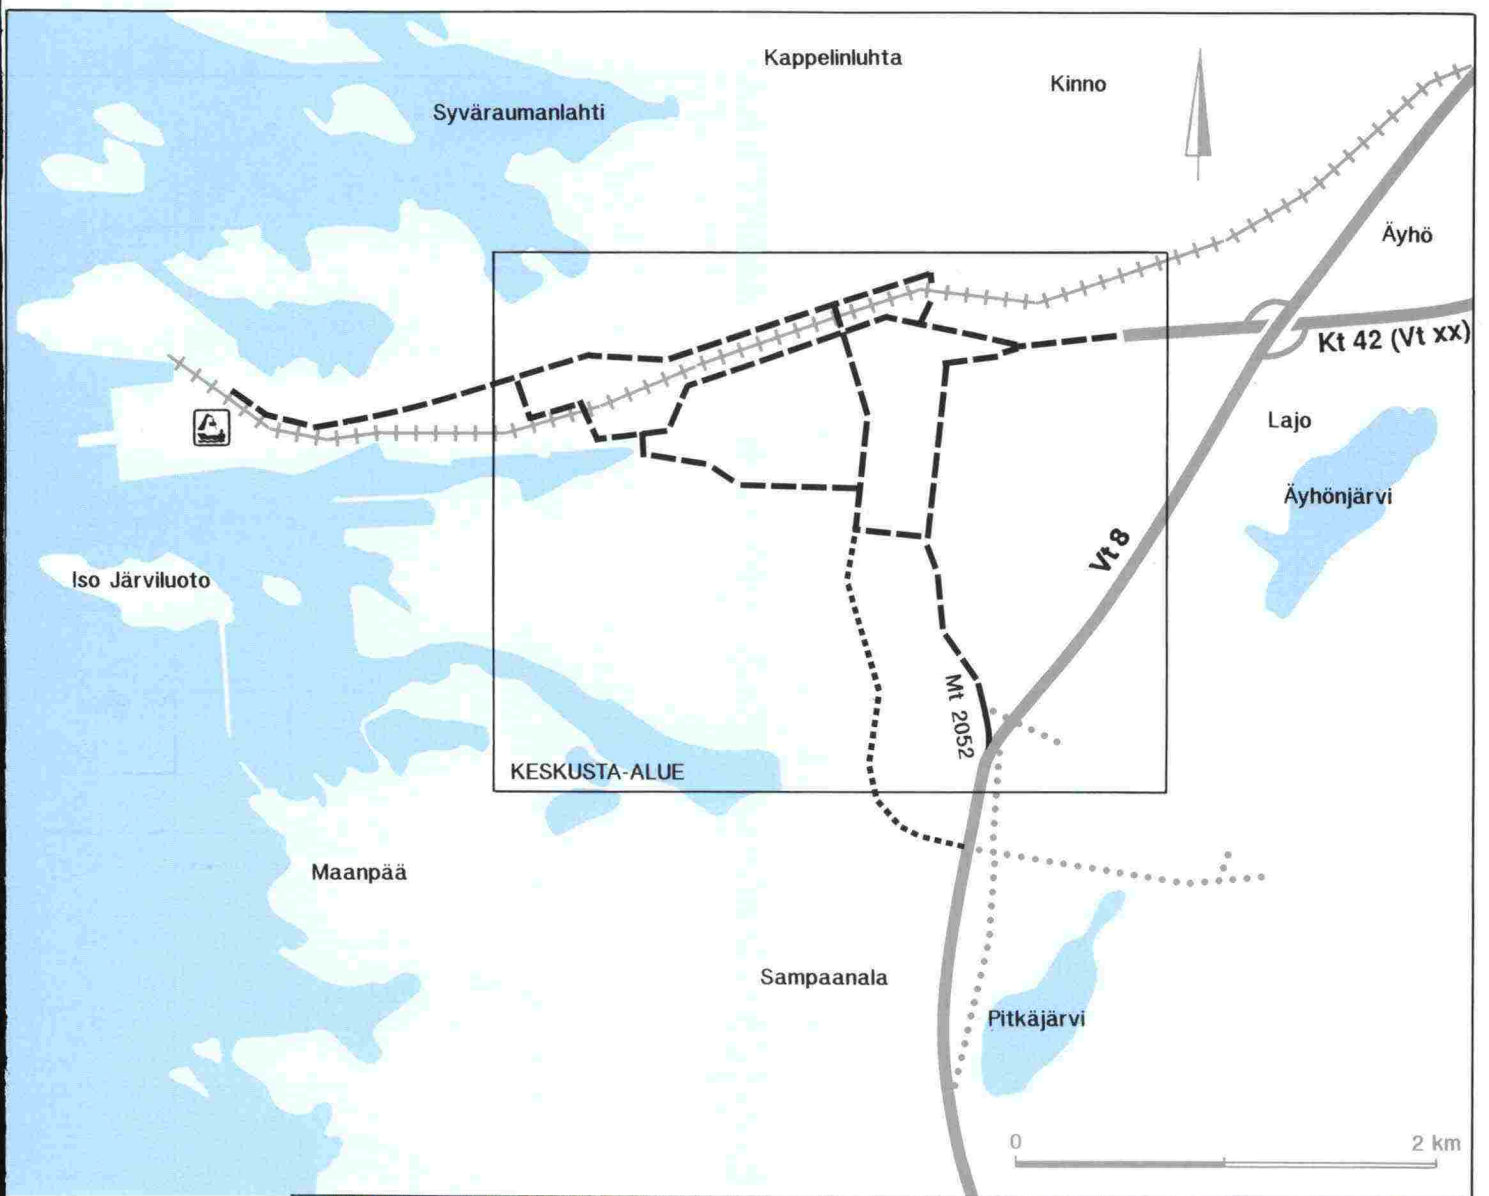 Kappelinluhta
Kinno
Syväraumanlahti
Äyhö
Kt 42 (Vt xx)
Lajo
Äyhönjärvi
Vt 8
Iso Järviluoto
Mt 2052
KESKUSTA-ALUE
Maanpää
Sampaanala
Pitkäjärvi
0
2 km